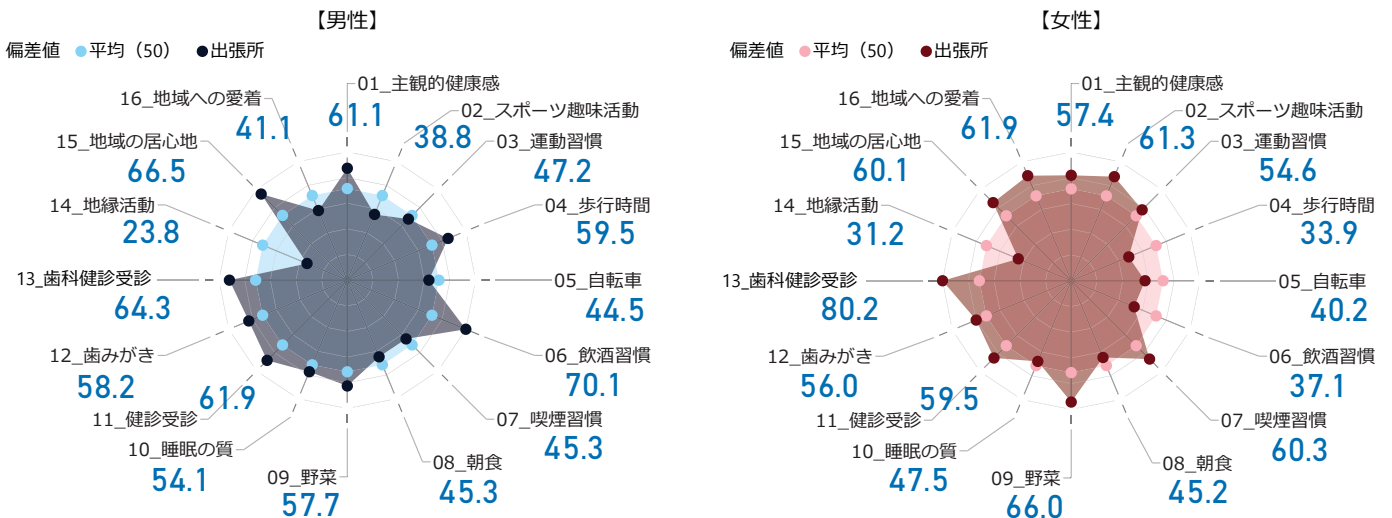 【男性】
偏差値 平均（50） 出張所
01_主観的健康感
61.1
02_スポーツ趣味活動
38.8
03_運動習慣
47.2
04_歩行時間
59.5
05_自転車
44.5
06_飲酒習慣
70.1
07_喫煙習慣
45.3
08_朝食
45.3
09_野菜
57.7
10_睡眠の質
54.1
11_健診受診
61.9
12_歯みがき
58.2
13_歯科健診受診
64.3
14_地縁活動
23.8
15_地域の居心地
66.5
16_地域への愛着
41.1
【女性】
偏差値 平均（50） 出張所
01_主観的健康感
57.4
02_スポーツ趣味活動
61.3
03_運動習慣
54.6
04_歩行時間
33.9
05_自転車
40.2
06_飲酒習慣
37.1
07_喫煙習慣
60.3
08_朝食
45.2
09_野菜
66.0
10_睡眠の質
47.5
11_健診受診
59.5
12_歯みがき
56.0
13_歯科健診受診
80.2
14_地縁活動
31.2
15_地域の居心地
60.1
16_地域への愛着
61.9